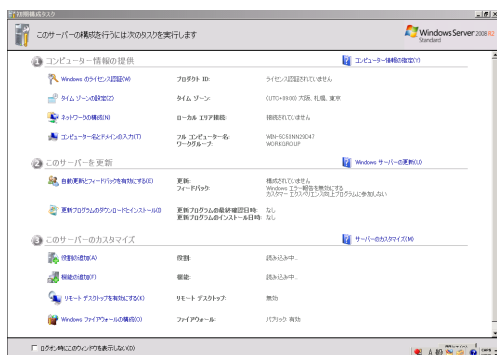 初期構成タスク
このサーバーの構成を行うには次のタスクを実行します
Windows Server 2008 R2
Standard
1 コンピューター情報の提供
コンピューター情報の指定(Y)
Windows のライセンス認証(W)
プロダクト ID:
ライセンス認証されていません
タイム ゾーンの設定(Z)
タイム ゾーン:
(UTC+09:00) 大阪、札幌、東京
ネットワークの構成(N)
ローカル エリア接続:
接続されていません
コンピューター名とドメインの入力(T)
フル コンピューター名:
ワークグループ:
WORKGROUP
2 このサーバーを更新
Windows サーバーの更新(U)
自動更新とフィードバックを有効にする(E)
更新:
フィードバック:
構成されていません
Windows エラー報告を無効にする
カスタマー エクスペリエンス向上プログラムに参加しない
更新プログラムのダウンロードとインストール(I)
更新プログラムの最終確認日時:
なし
更新プログラムのインストール日時:
なし
3 このサーバーのカスタマイズ
サーバーのカスタマイズ(M)
役割の追加(A)
役割:
読み込み中...
機能の追加(F)
機能:
読み込み中...
リモート デスクトップを有効にする(K)
リモート デスクトップ:
無効
Windows ファイアウォールの構成(O)
ファイアウォール:
パブリック: 有効
ログオン時にこのウィンドウを表示しない(D)
A 般
CAPS